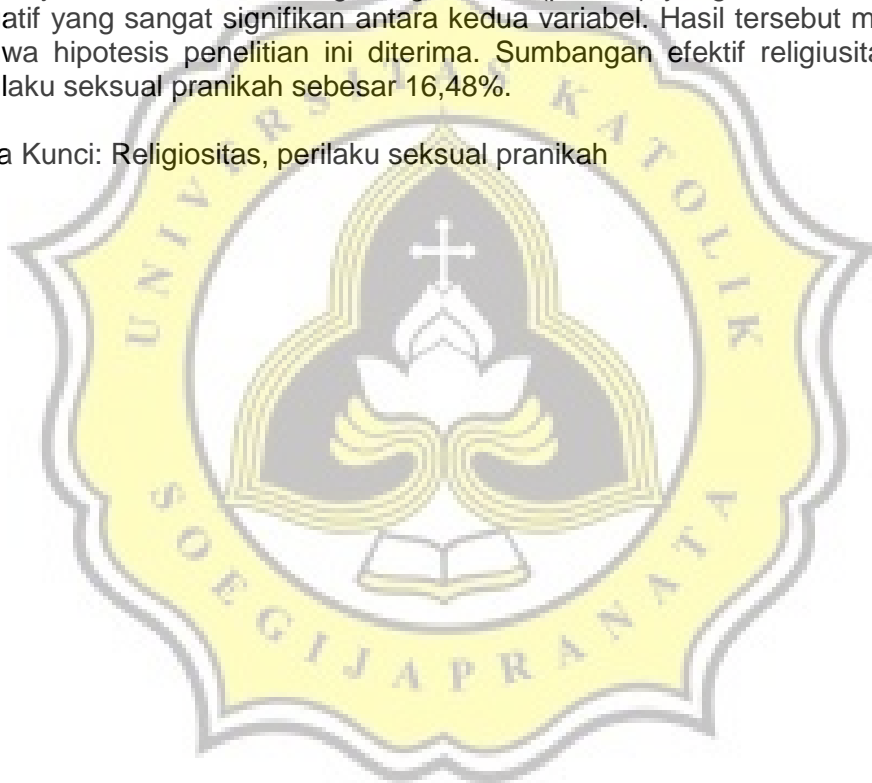 atif yang sangat signifikan antara kedua variabel. Hasil tersebut m
wa hipotesis penelitian ini diterima. Sumbangan efektif religiusita
laku seksual pranikah sebesar 16,48%.
a Kunci: Religiositas, perilaku seksual pranikah
UNIVERSITAS KATOLIK
SOEGIJAPRANATA